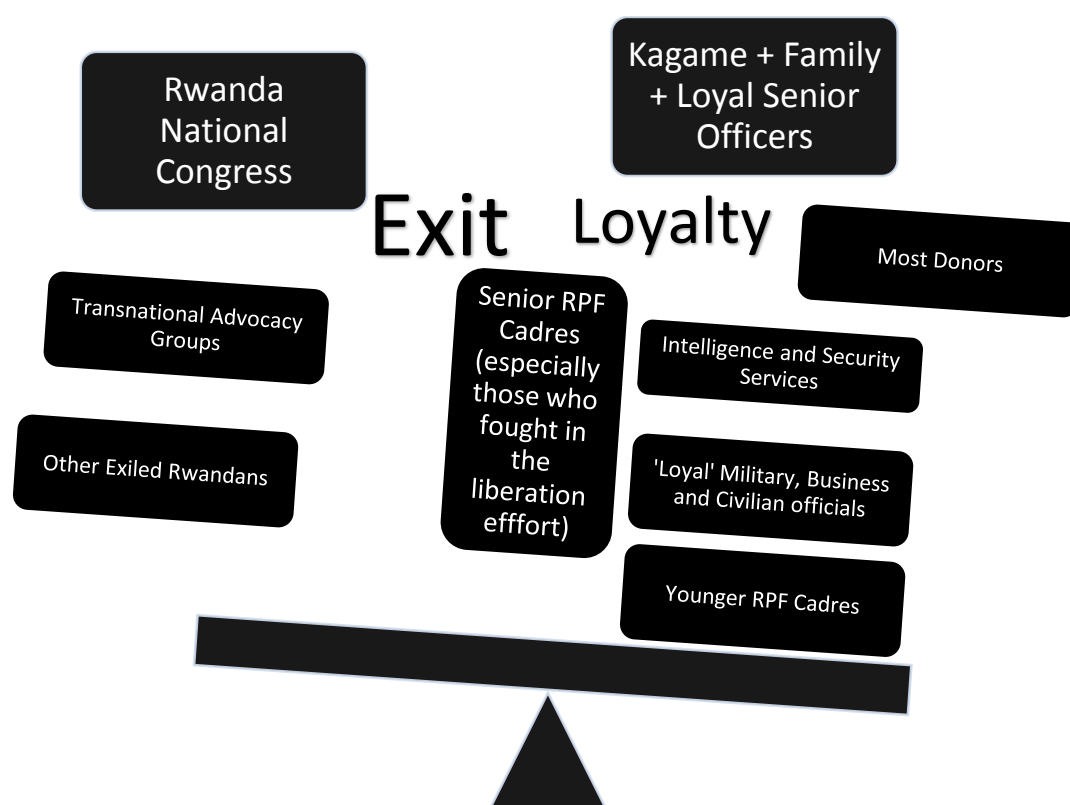 Rwanda
National
Congress
Kagame + Family
+ Loyal Senior
Officers
Exit
Loyalty
Most Donors
Transnational Advocacy
Groups
Other Exiled Rwandans
Senior RPF
Cadres
(especially
those who
fought in
the
liberation
efffort)
Intelligence and Security
Services
'Loyal' Military, Business
and Civilian officials
Younger RPF Cadres